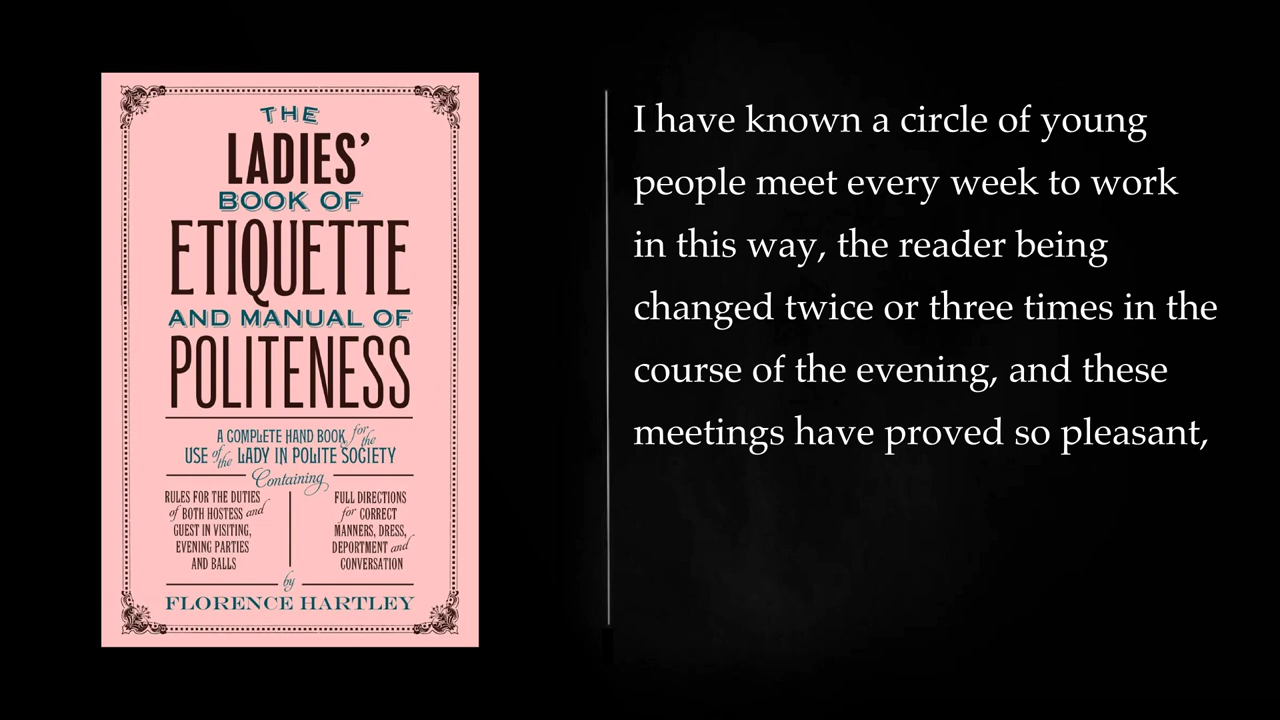 THE
LADIES'
BOOK OF
ETIQUETTE
AND MANUAL OF
POLITENESS
A COMPLETE HAND BOOK for the
USE of the LADY IN POLITE SOCIETY
Containing
RULES FOR THE DUTIES
of BOTH HOSTESS and
GUEST IN VISITING,
EVENING PARTIES
AND BALLS
FULL DIRECTIONS
for CORRECT
MANNERS, DRESS,
DEPORTMENT and
CONVERSATION
by
FLORENCE HARTLEY
I have known a circle of young
people meet every week to work
in this way, the reader being
changed twice or three times in the
course of the evening, and these
meetings have proved so pleasant,